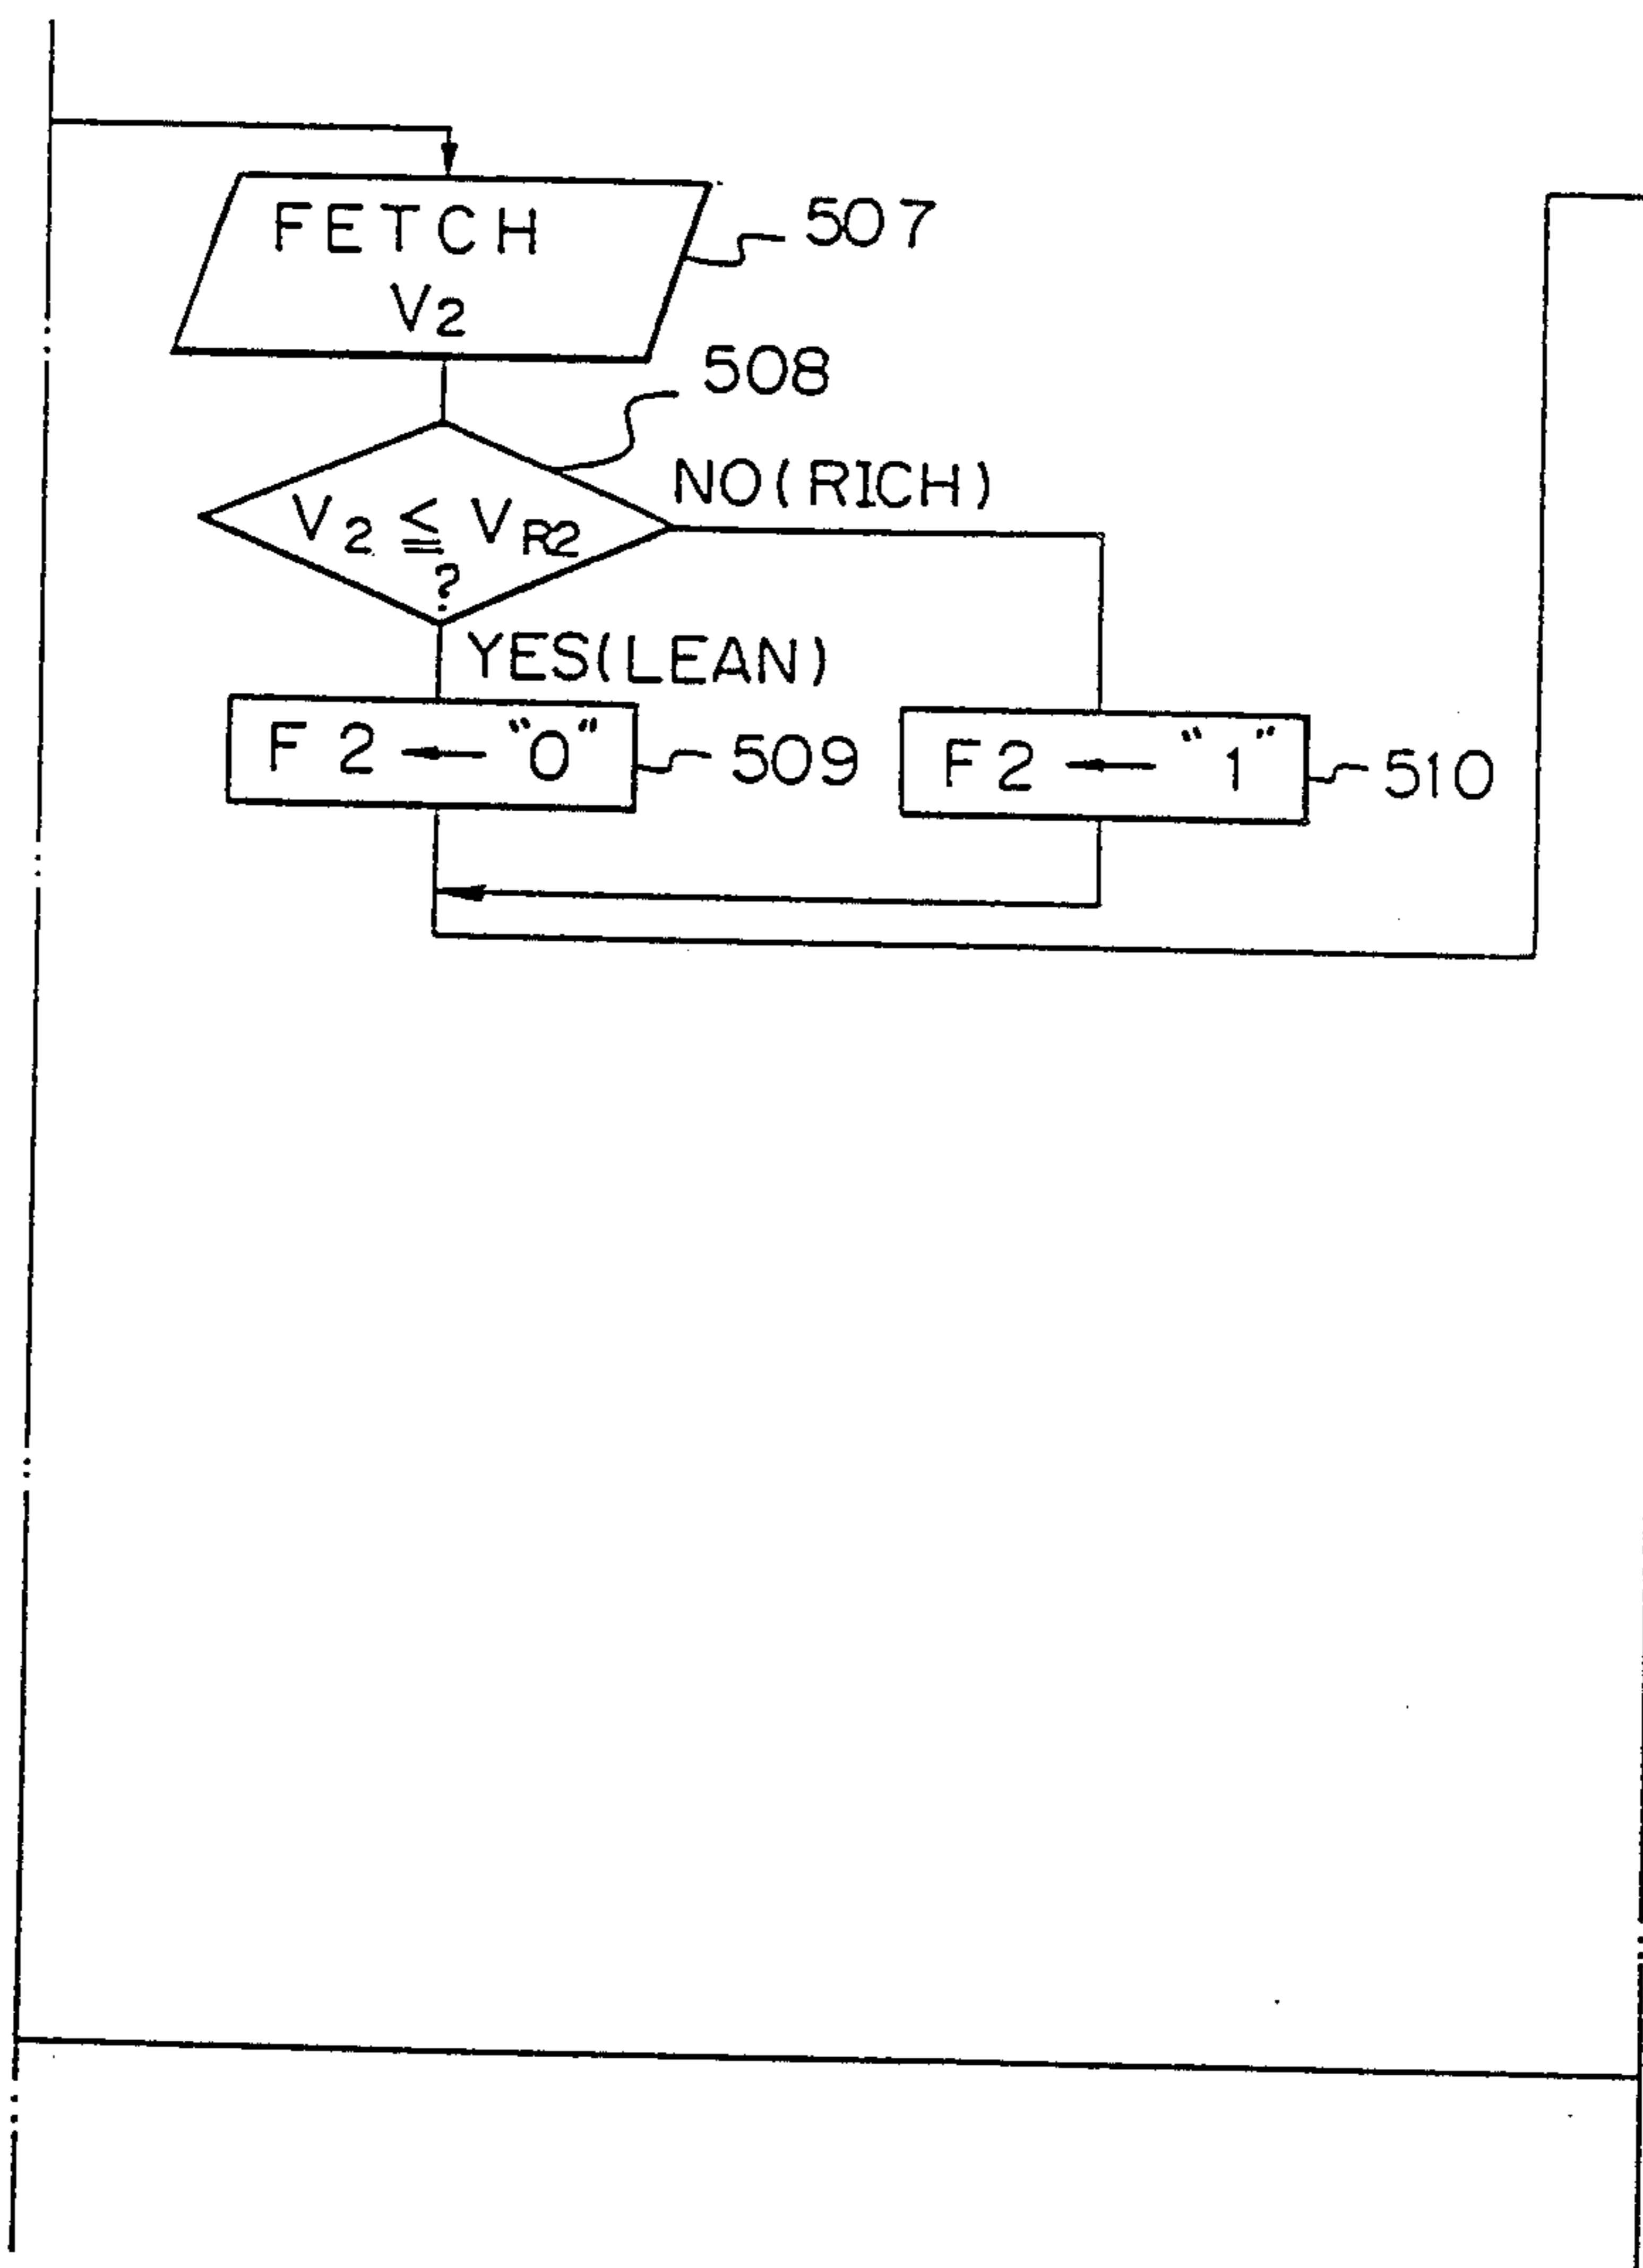 FETCH
V2
507
508
NO(RICH)
V2 ≦ VR2
?
YES(LEAN)
F2 ← "0"
509
F2 ← "1"
510